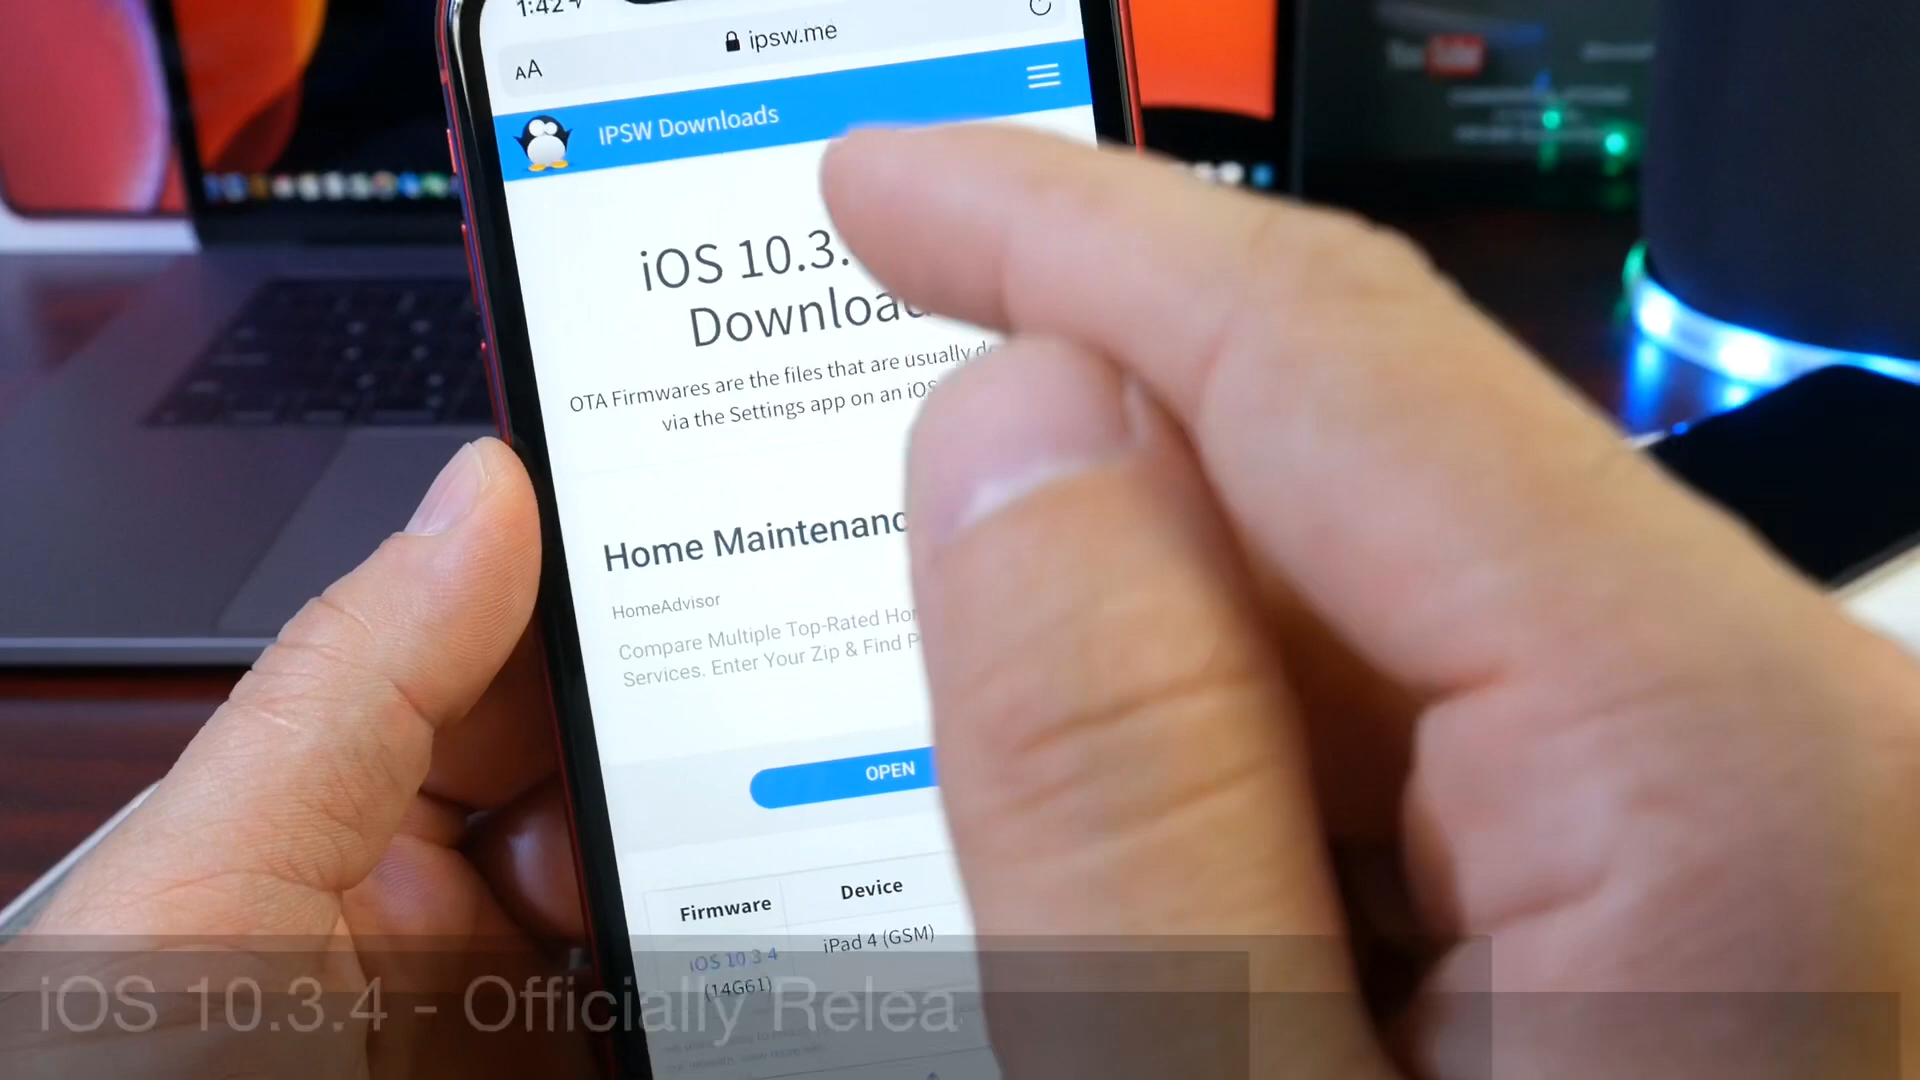 1:42
AA
ipsw.me
IPSW Downloads
iOS 10.3.
Downloa
OTA Firmwares are the files that are usually d
via the Settings app on an iOS
Home Maintenanc
HomeAdvisor
Compare Multiple Top-Rated Hor
Services. Enter Your Zip & Find P
OPEN
Firmware
Device
iOS 10.3.4
(14G61)
iPad 4 (GSM)
iOS 10.3.4 - Officially Relea